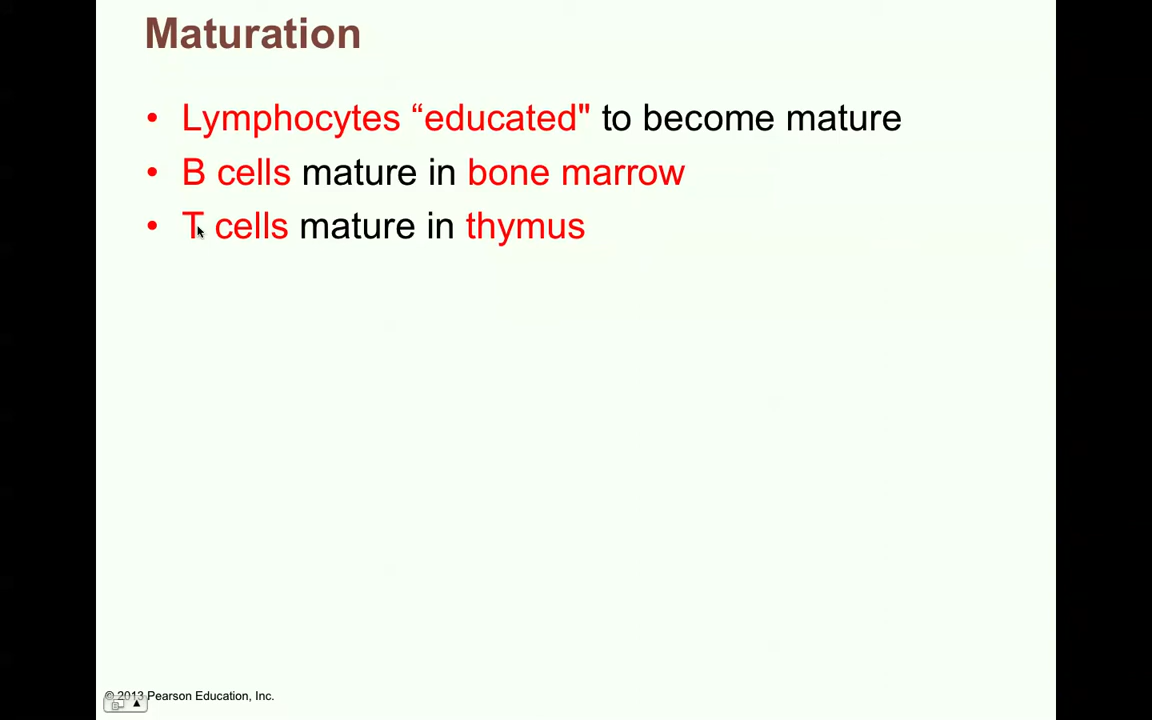 Maturation
• Lymphocytes “educated" to become mature
• B cells mature in bone marrow
• T cells mature in thymus
© 2013 Pearson Education, Inc.